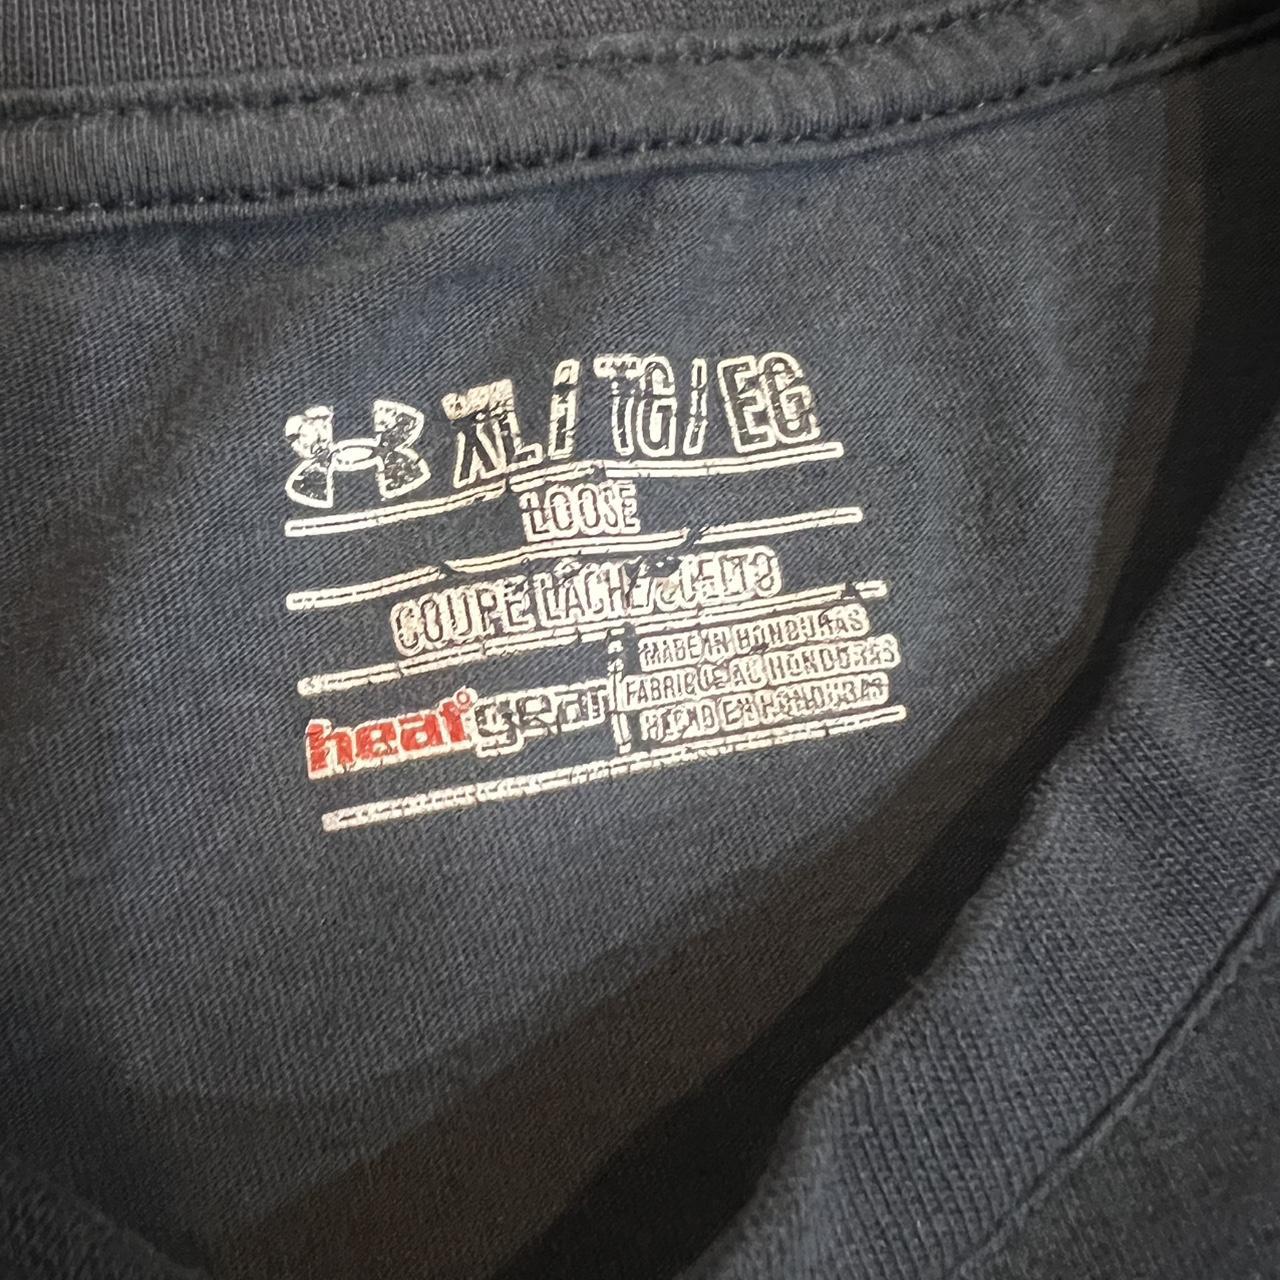 XL / TG / EG
LOOSE
COUPE LÂCHE/SUELTO
heatgear
MADE IN HONDURAS
FABRIQUÉ AU HONDURAS
HECHO EN HONDURAS